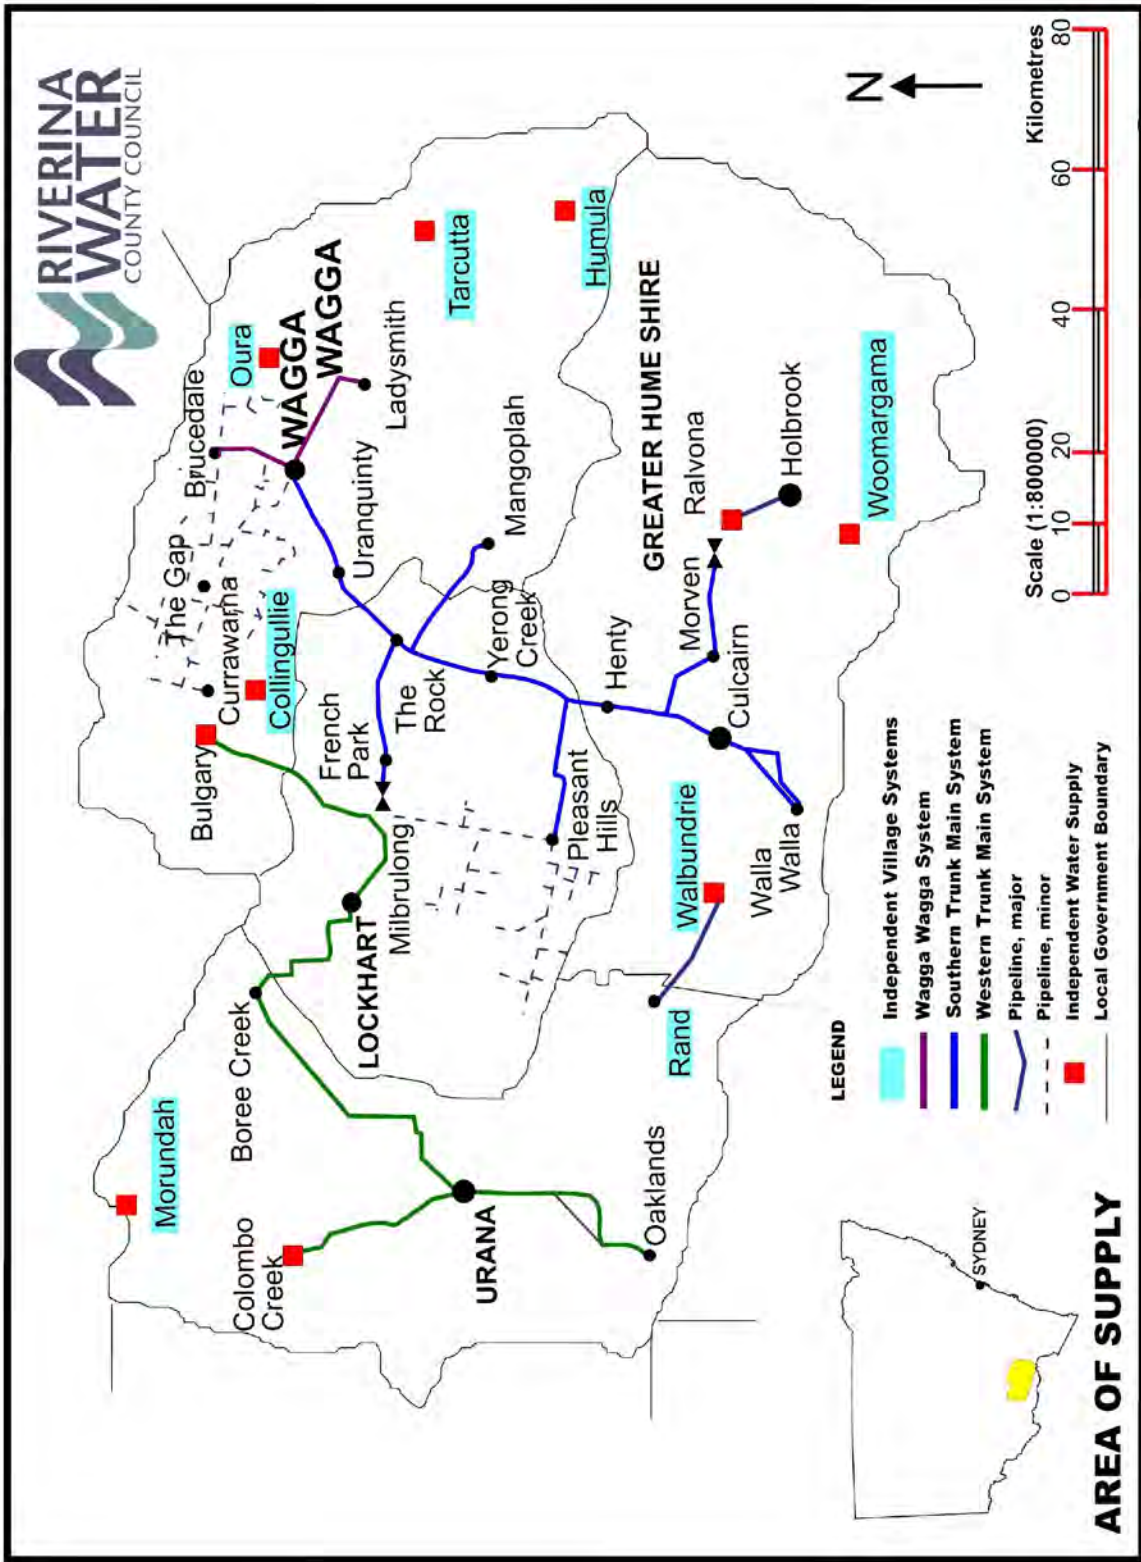 RIVERINA
WATER
COUNTY COUNCIL
N
Morundah
Colombo
Creek
Boree Creek
URANA
Oaklands
LOCKHART
Milbrulong
Bulgary
Currawarna
The Gap
Collingullie
French
Park
The
Rock
Brucedale
Oura
WAGGA
WAGGA
Ladysmith
Uranquinty
Mangoplah
Tarcutta
Humula
Yerong
Creek
Pleasant
Hills
Henty
GREATER HUME SHIRE
Ralvona
Morven
Holbrook
Culcairn
Woomargama
Walbundrie
Walla
Walla
Rand
LEGEND
Independent Village Systems
Wagga Wagga System
Southern Trunk Main System
Western Trunk Main System
Pipeline, major
Pipeline, minor
Independent Water Supply
Local Government Boundary
Scale (1:800000)
Kilometres
0 10 20 40 60 80
SYDNEY
AREA OF SUPPLY